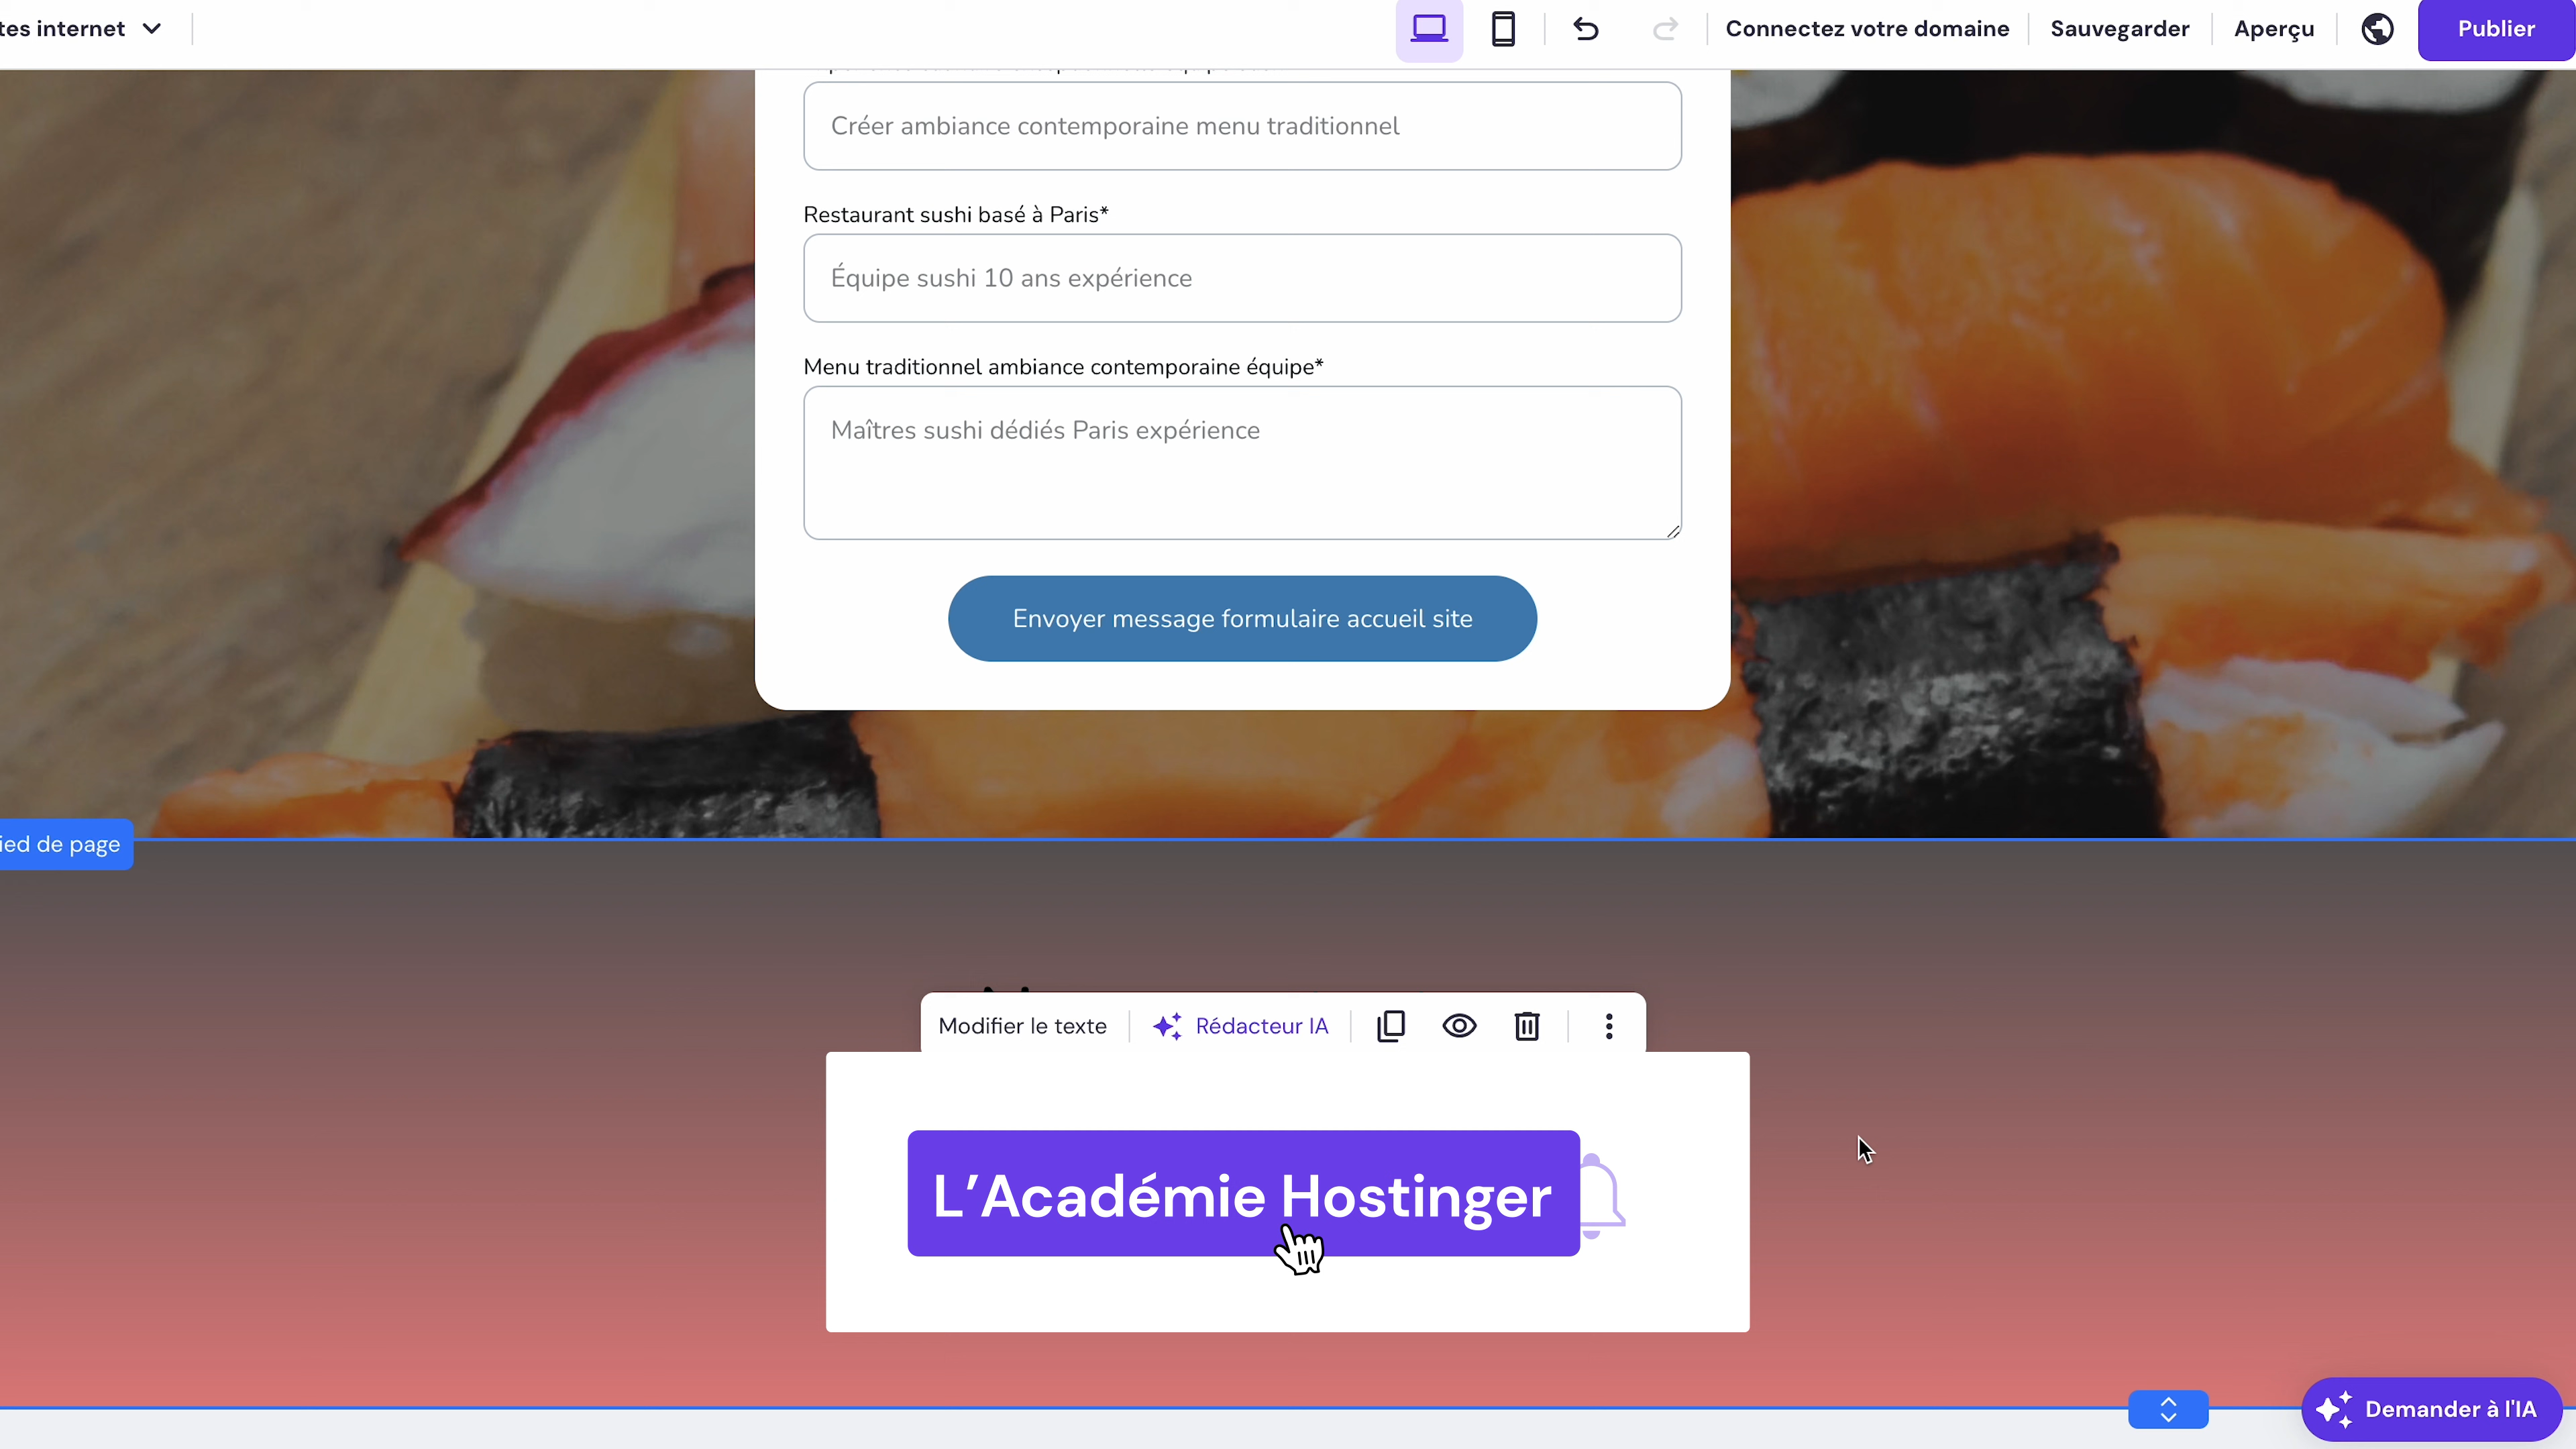 tes internet
Connectez votre domaine
Sauvegarder
Aperçu
Publier
Créer ambiance contemporaine menu traditionnel
Restaurant sushi basé à Paris*
Équipe sushi 10 ans expérience
Menu traditionnel ambiance contemporaine équipe*
Maîtres sushi dédiés Paris expérience
Envoyer message formulaire accueil site
ied de page
Modifier le texte
Rédacteur IA
L’Académie Hostinger
Demander à l'IA